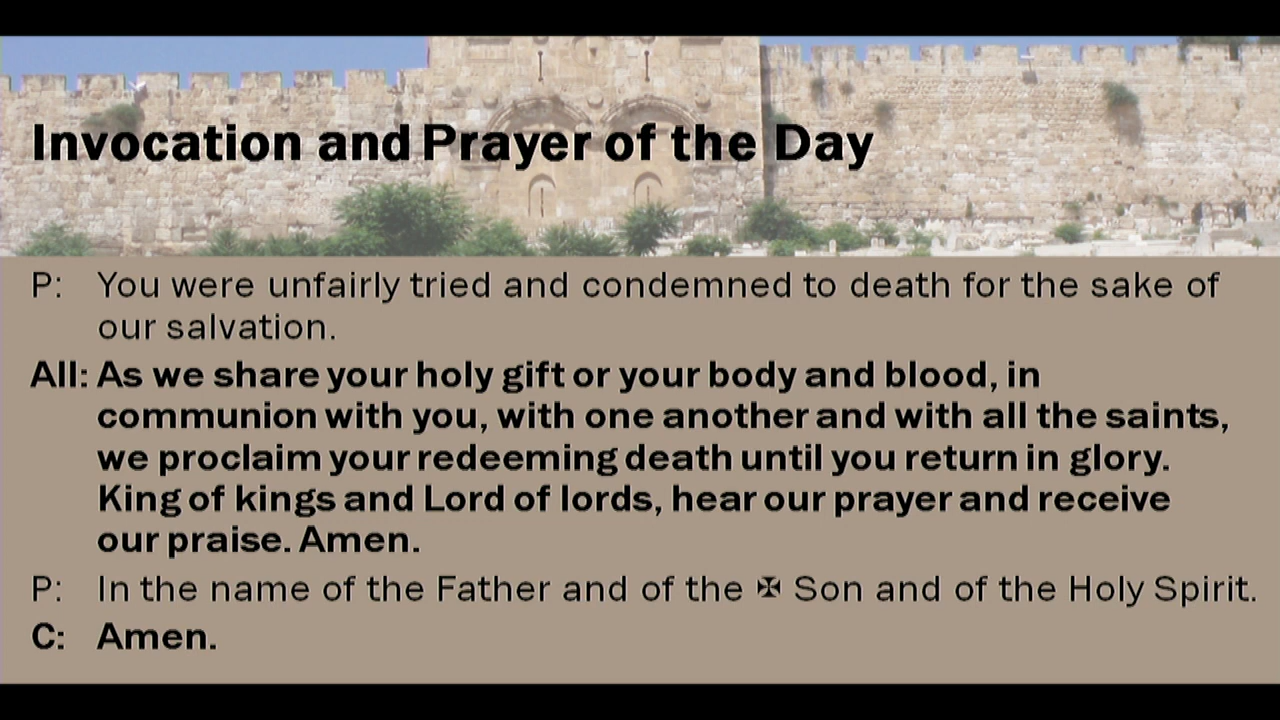 Invocation and Prayer of the Day
P: You were unfairly tried and condemned to death for the sake of
our salvation.
All: As we share your holy gift or your body and blood, in
communion with you, with one another and with all the saints,
we proclaim your redeeming death until you return in glory.
King of kings and Lord of lords, hear our prayer and receive
our praise. Amen.
P: In the name of the Father and of the ✠ Son and of the Holy Spirit.
C: Amen.